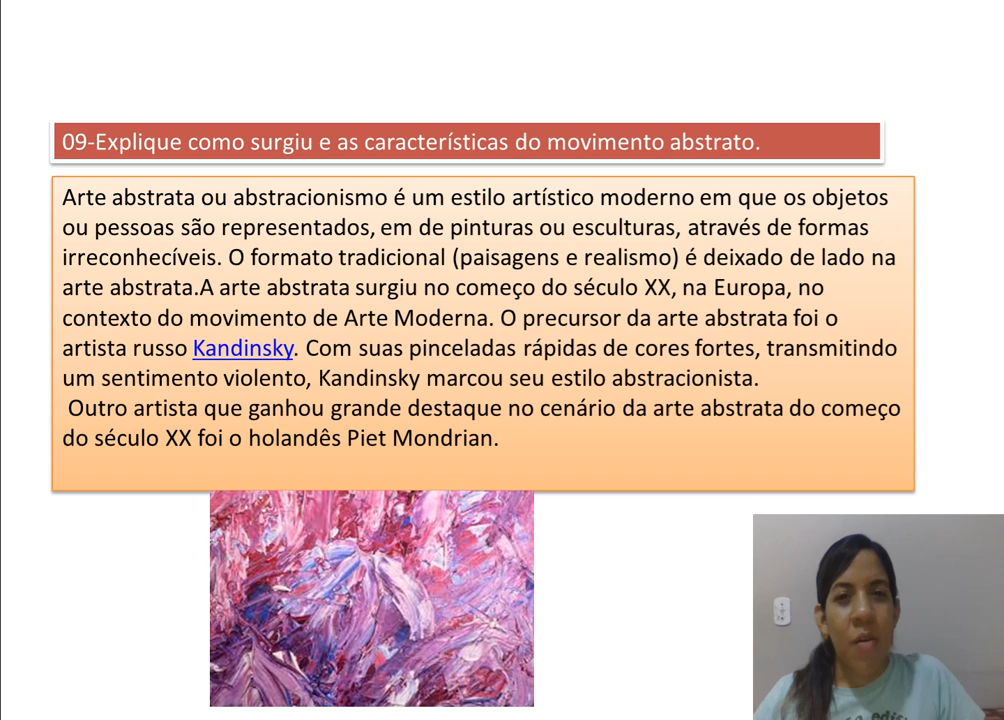 09-Explique como surgiu e as características do movimento abstrato.
Arte abstrata ou abstracionismo é um estilo artístico moderno em que os objetos
ou pessoas são representados, em de pinturas ou esculturas, através de formas
irreconhecíveis. O formato tradicional (paisagens e realismo) é deixado de lado na
arte abstrata.A arte abstrata surgiu no começo do século XX, na Europa, no
contexto do movimento de Arte Moderna. O precursor da arte abstrata foi o
artista russo Kandinsky. Com suas pinceladas rápidas de cores fortes, transmitindo
um sentimento violento, Kandinsky marcou seu estilo abstracionista.
Outro artista que ganhou grande destaque no cenário da arte abstrata do começo
do século XX foi o holandês Piet Mondrian.